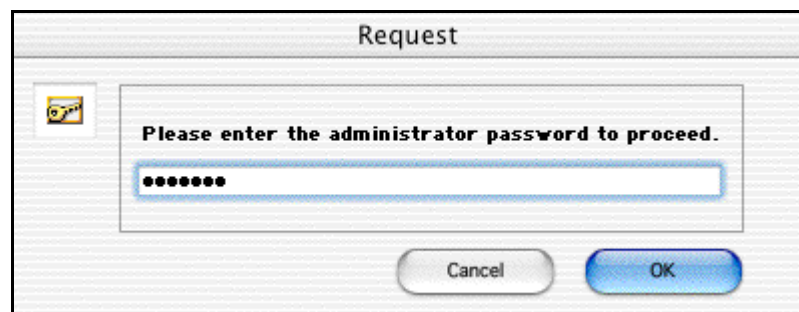 Request
Please enter the administrator password to proceed.
•••••••
Cancel
OK